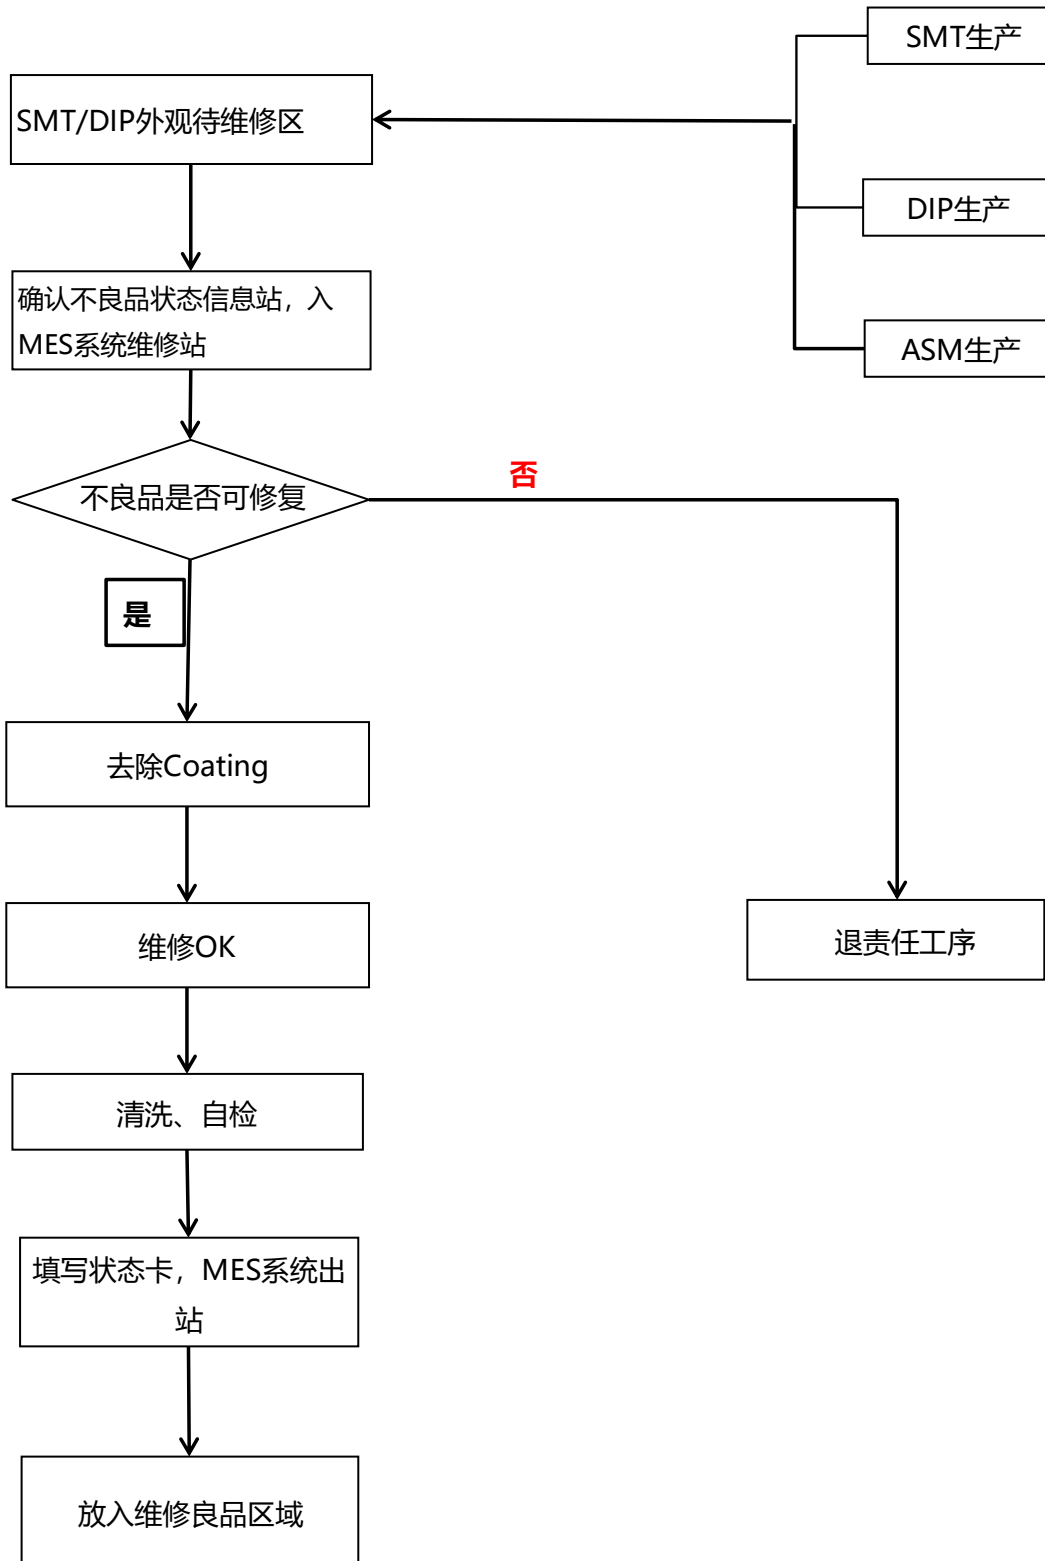 SMT生产
SMT/DIP外观待维修区
DIP生产
确认不良品状态信息站，入
MES系统维修站
ASM生产
不良品是否可修复
否
是
去除Coating
维修OK
退责任工序
清洗、自检
填写状态卡，MES系统出
站
放入维修良品区域